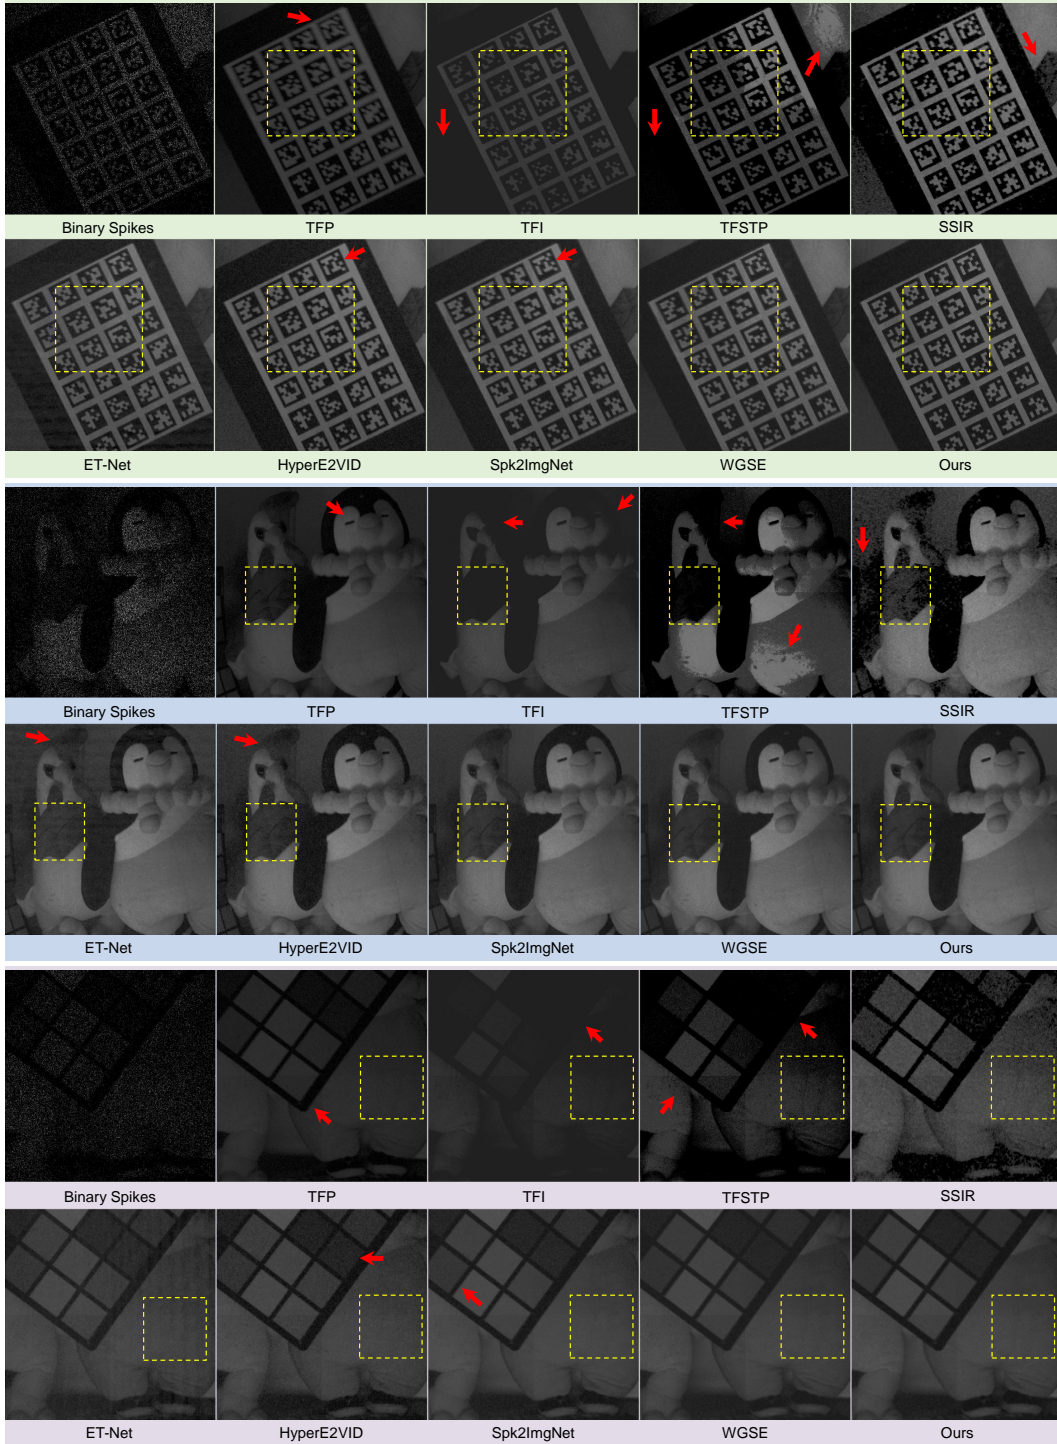 Binary Spikes TFP TFI TFSTP SSIR
ET-Net HyperE2VID Spk2ImgNet WGSE Ours
Binary Spikes TFP TFI TFSTP SSIR
ET-Net HyperE2VID Spk2ImgNet WGSE Ours
Binary Spikes TFP TFI TFSTP SSIR
ET-Net HyperE2VID Spk2ImgNet WGSE Ours